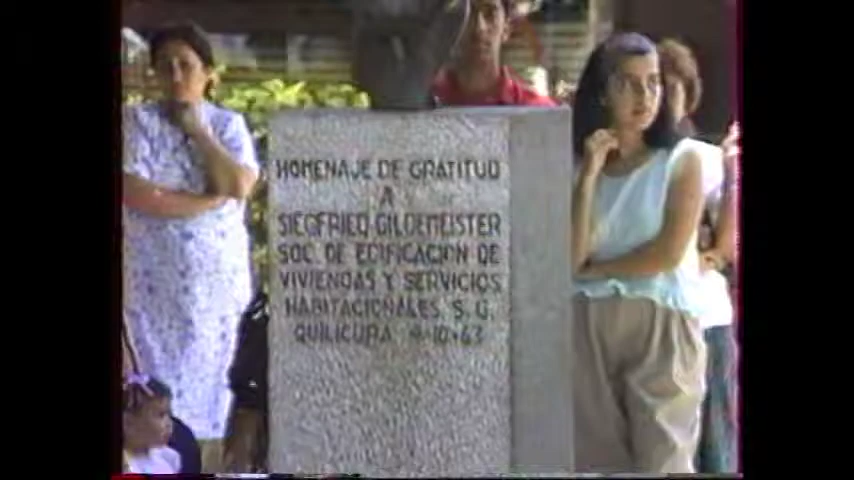 HOMENAJE DE GRATITUD
A
SIEGFRIED GILDEMEISTER
SOC. DE EDIFICACION DE
VIVIENDAS Y SERVICIOS
HABITACIONALES S. G.
QUILICURA 4-10-63